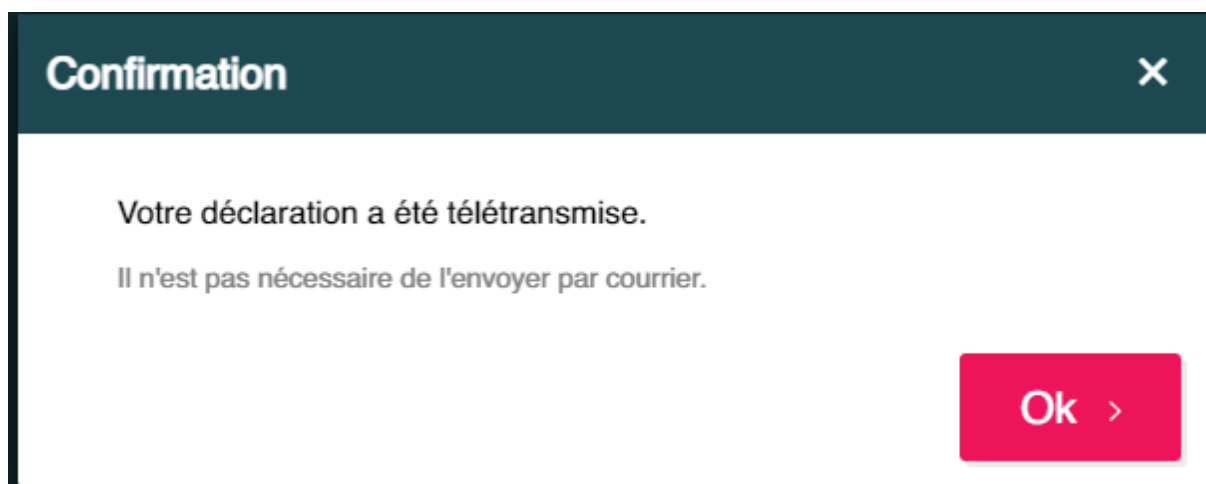 Confirmation
Votre déclaration a été télétransmise.
Il n'est pas nécessaire de l'envoyer par courrier.
Ok